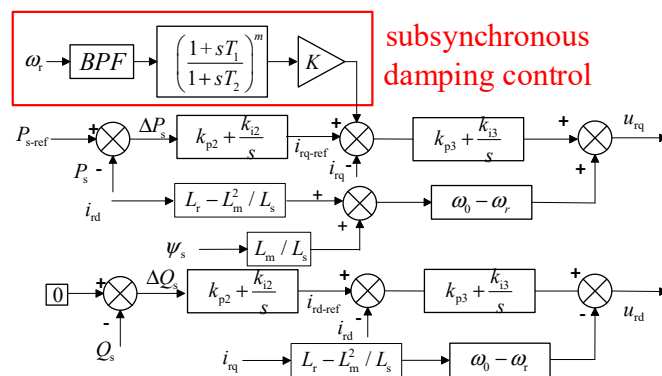 subsynchronous
damping control
ω_r BPF ((1+sT_1)/(1+sT_2))^m K
P_s-ref + ΔP_s k_p2 + k_i2/s i_rq-ref + k_p3 + k_i3/s + u_rq
P_s - i_rq - +
i_rd L_r − L_m^2 / L_s + ω_0 − ω_r
ψ_s L_m / L_s +
0 + ΔQ_s k_p2 + k_i2/s i_rd-ref + k_p3 + k_i3/s + u_rd
Q_s - i_rd - -
i_rq L_r − L_m^2 / L_s ω_0 − ω_r